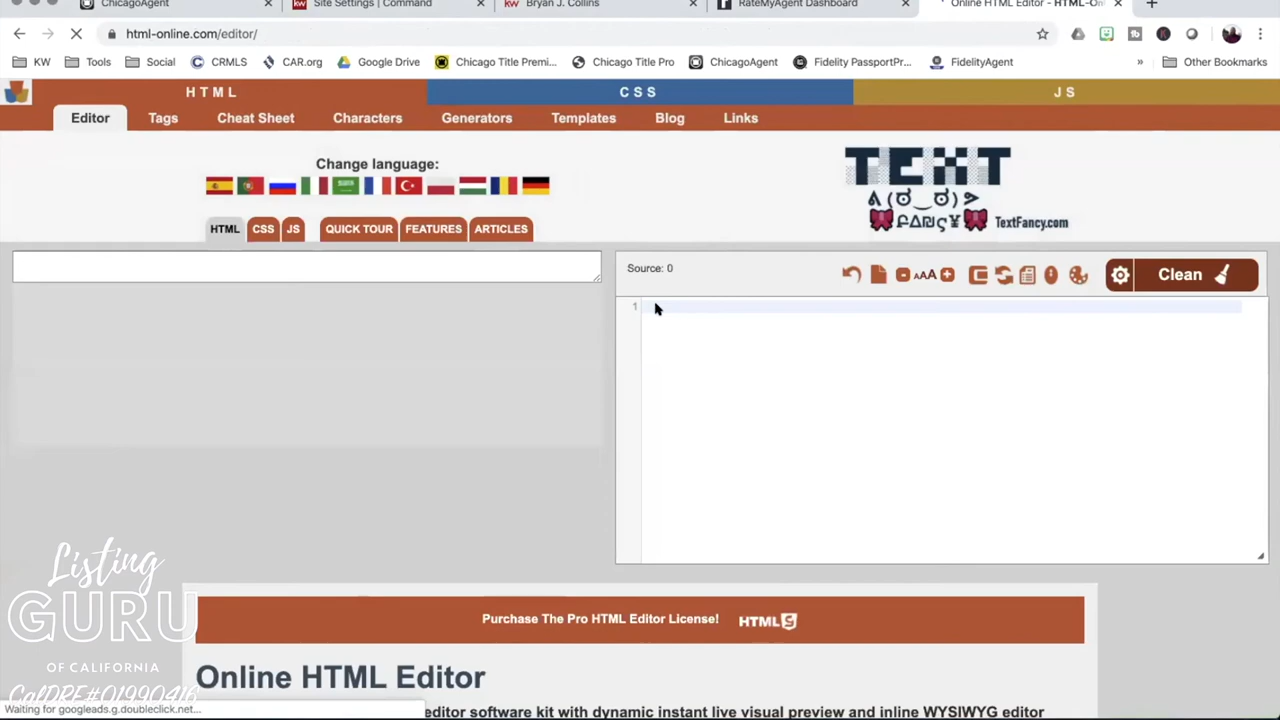 ChicagoAgent
Site Settings | Command
Bryan J. Collins
RateMyAgent Dashboard
Online HTML Editor - HTML-Onl
html-online.com/editor/
KW
Tools
Social
CRMLS
CAR.org
Google Drive
Chicago Title Premi...
Chicago Title Pro
ChicagoAgent
Fidelity PassportPr...
FidelityAgent
»
Other Bookmarks
HTML
CSS
JS
Editor
Tags
Cheat Sheet
Characters
Generators
Templates
Blog
Links
Change language:
TEXT
TextFancy.com
HTML
CSS
JS
QUICK TOUR
FEATURES
ARTICLES
Source: 0
AAA
Clean
1
Purchase The Pro HTML Editor License!
HTML5
Online HTML Editor
editor software kit with dynamic instant live visual preview and inline WYSIWYG editor
Listing
GURU
OF CALIFORNIA
CalDRE#01990416
Waiting for googleads.g.doubleclick.net...